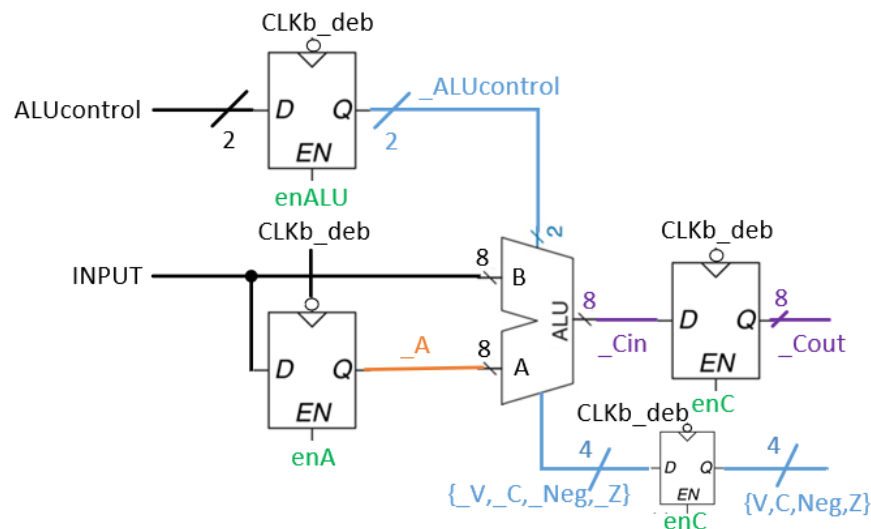 CLKb_deb
ALUcontrol
2
D Q
EN
enALU
_ALUcontrol
2
2
CLKb_deb
INPUT
8
B
D Q
EN
enA
_A
8
A
ALU
8
_Cin
CLKb_deb
D Q
EN
enC
8
_Cout
CLKb_deb
4
{_V,_C,_Neg,_Z}
D Q
EN
enC
4
{V,C,Neg,Z}